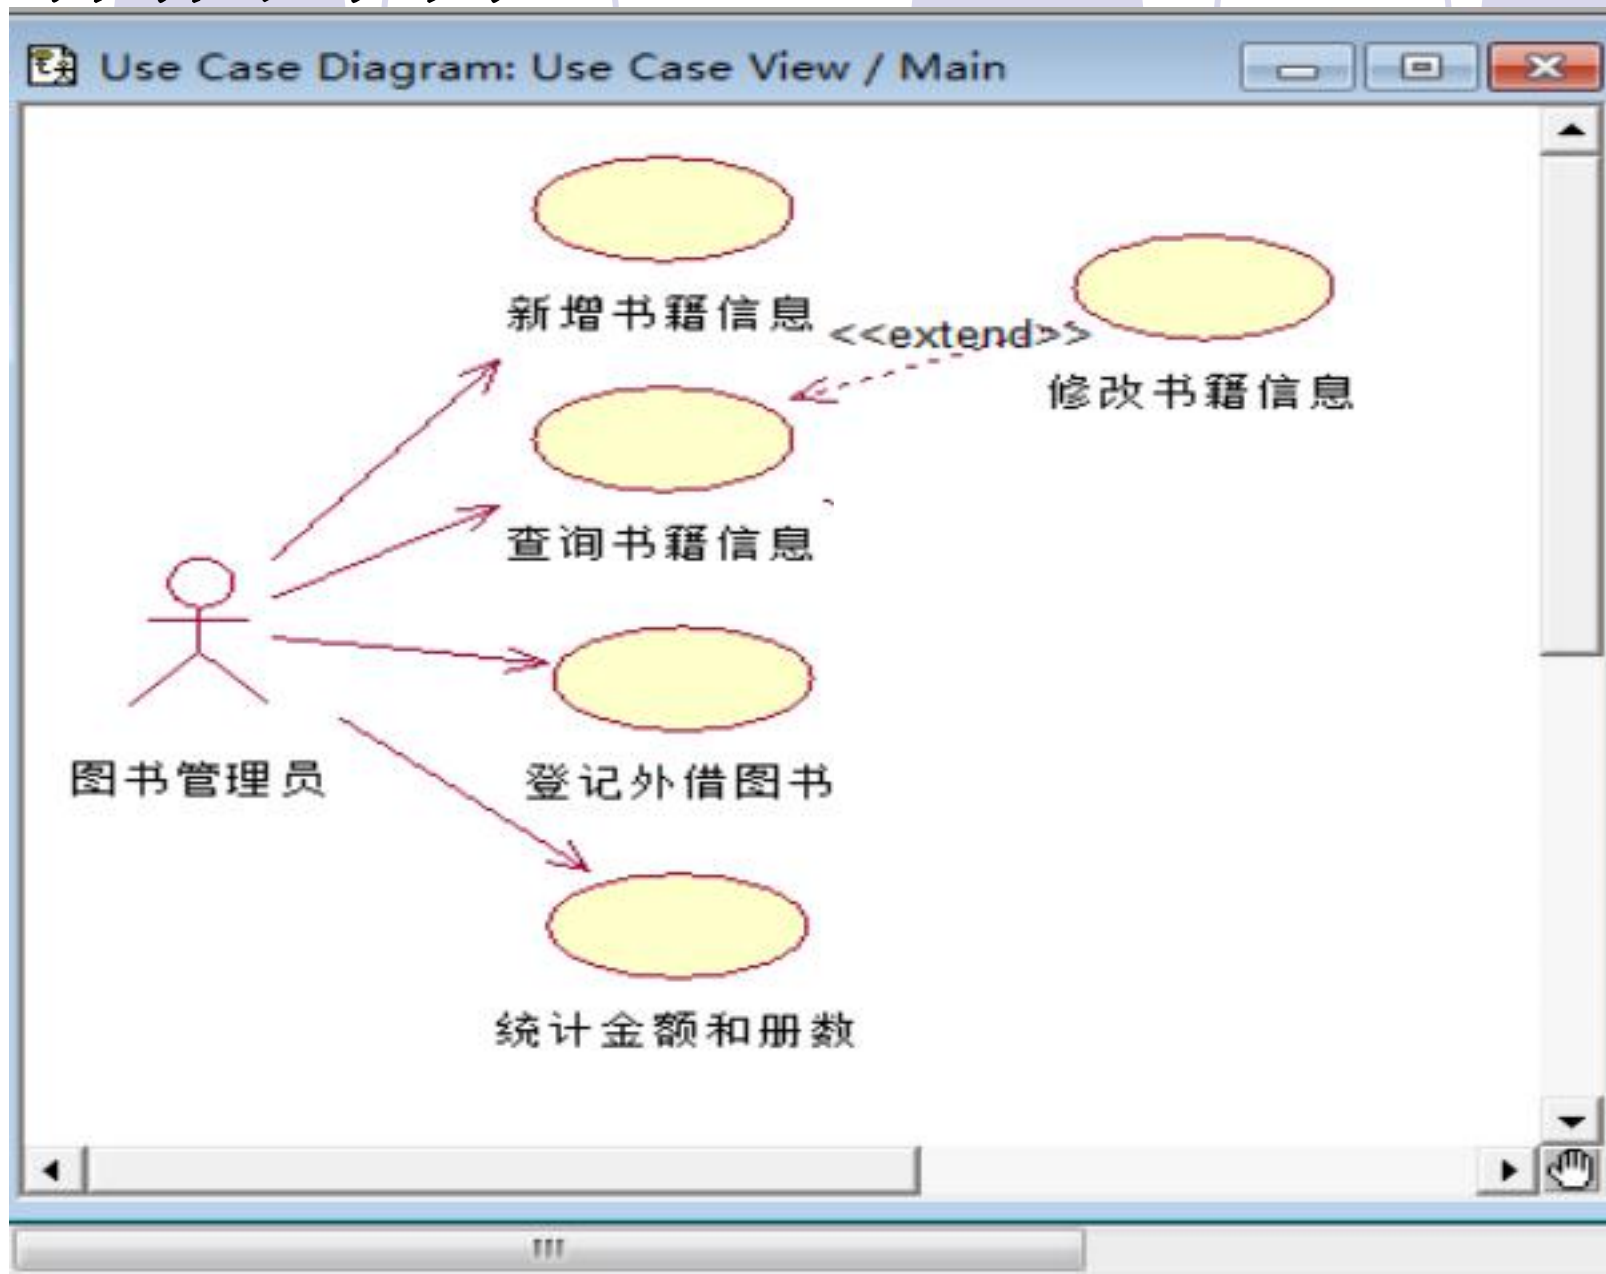 Use Case Diagram: Use Case View / Main
新增书籍信息
<<extend>>
修改书籍信息
查询书籍信息
图书管理员
登记外借图书
统计金额和册数